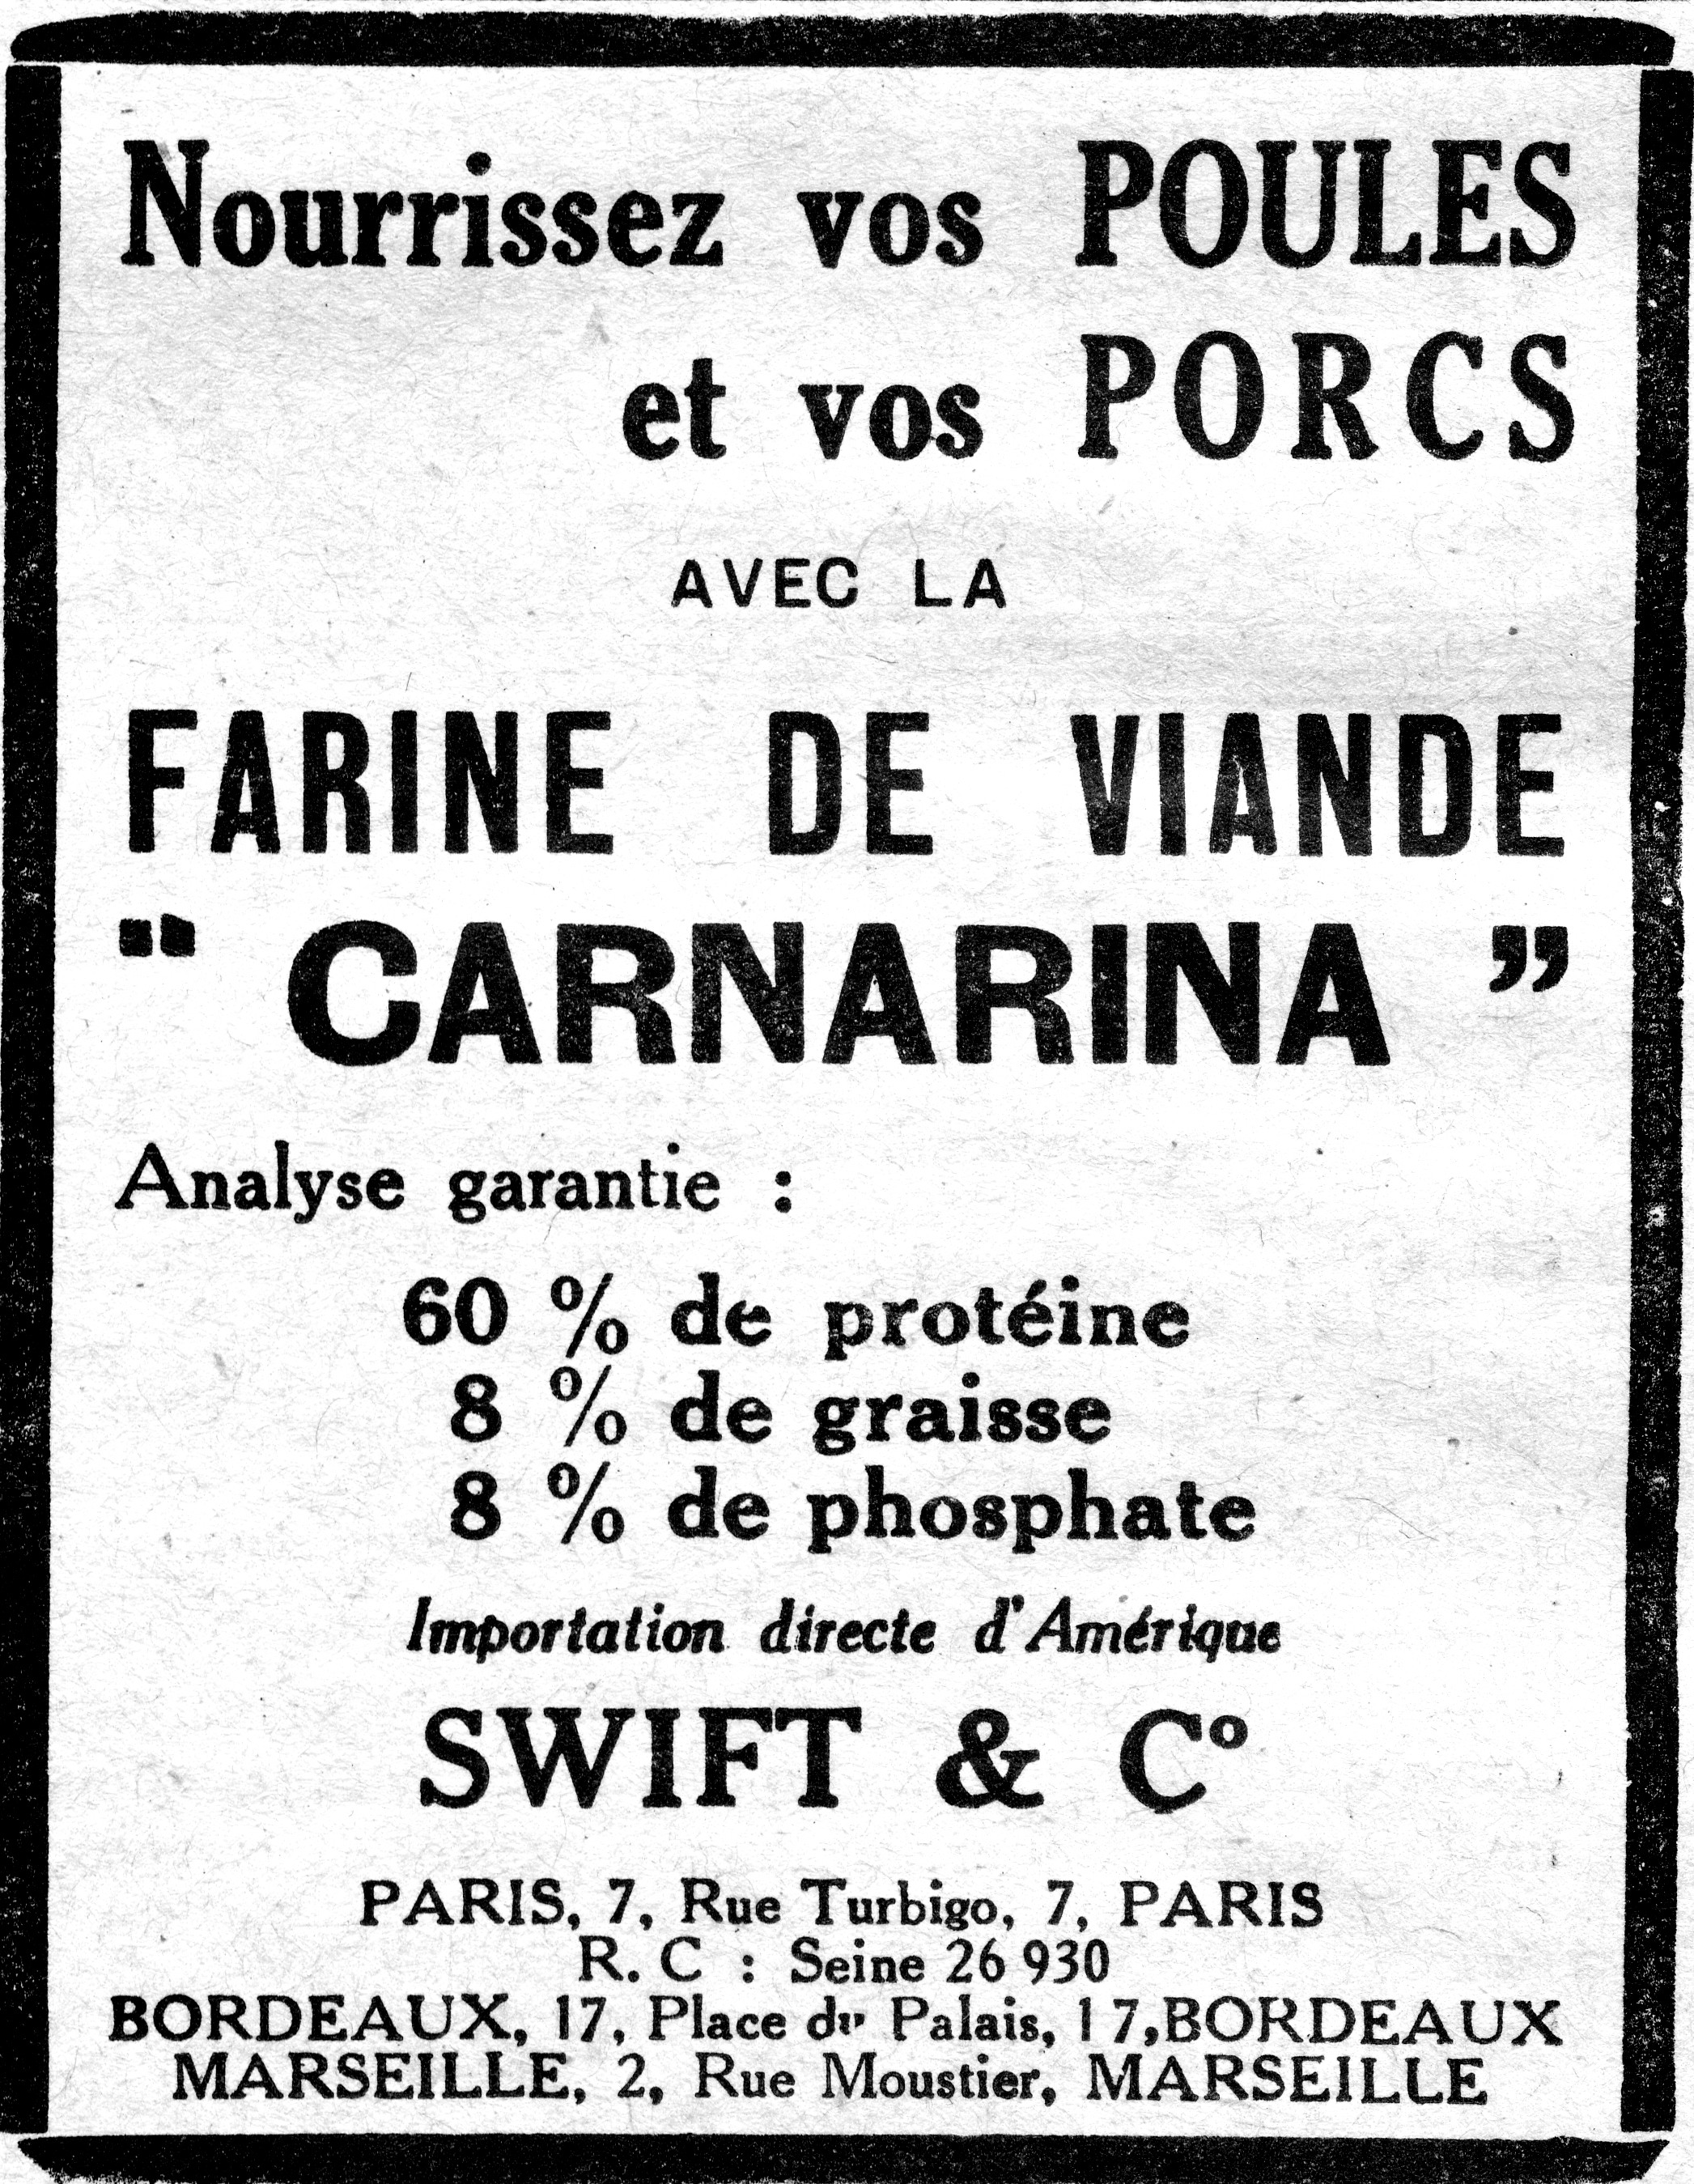 Nourrissez vos POULES
et vos PORCS
AVEC LA
FARINE DE VIANDE
“ CARNARINA ”
Analyse garantie :
60 % de protéine
8 % de graisse
8 % de phosphate
Importation directe d'Amérique
SWIFT & Cº
PARIS, 7, Rue Turbigo, 7, PARIS
R. C : Seine 26 930
BORDEAUX, 17, Place du Palais, 17, BORDEAUX
MARSEILLE, 2, Rue Moustier, MARSEILLE